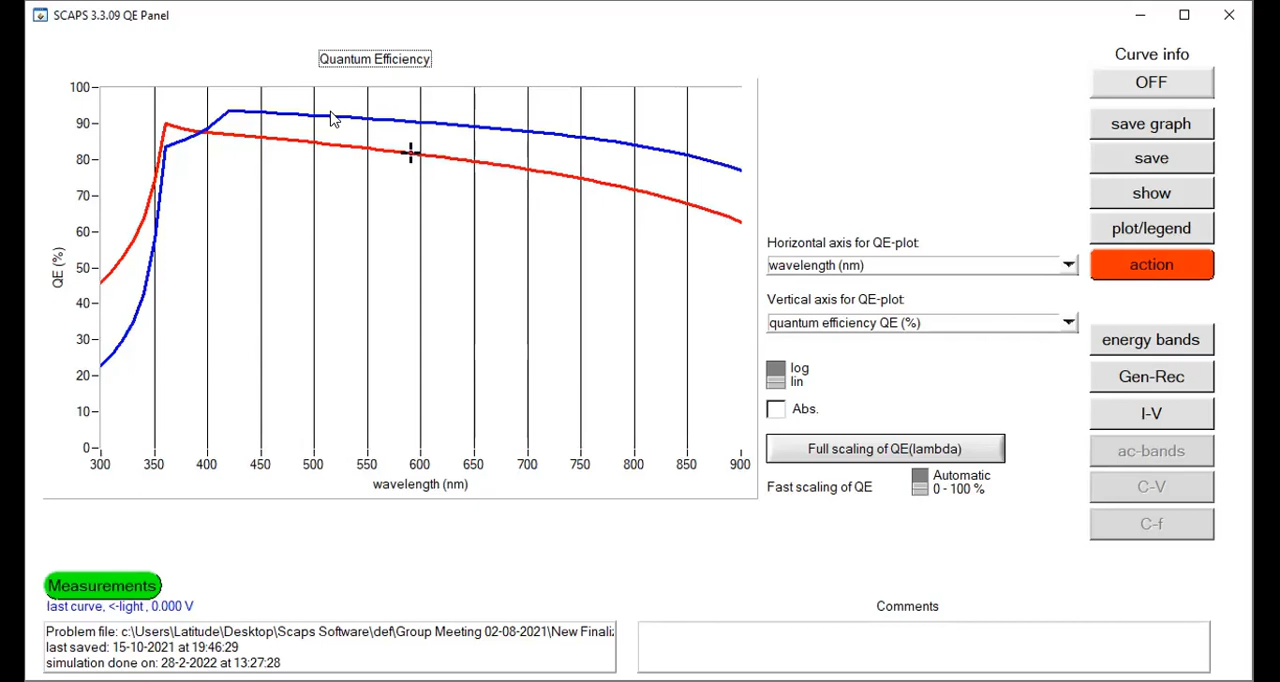 SCAPS 3.3.09 QE Panel
Quantum Efficiency
100
90
80
70
60
50
40
30
20
10
0
QE (%)
300 350 400 450 500 550 600 650 700 750 800 850 900
wavelength (nm)
Horizontal axis for QE-plot:
wavelength (nm)
Vertical axis for QE-plot:
quantum efficiency QE (%)
log
lin
Abs.
Full scaling of QE(lambda)
Fast scaling of QE
Automatic
0 - 100 %
Curve info
OFF
save graph
save
show
plot/legend
action
energy bands
Gen-Rec
I-V
ac-bands
C-V
C-f
Measurements
last curve, <-light , 0.000 V
Problem file: c:\Users\Latitude\Desktop\Scaps Software\def\Group Meeting 02-08-2021\New Finali
last saved: 15-10-2021 at 19:46:29
simulation done on: 28-2-2022 at 13:27:28
Comments